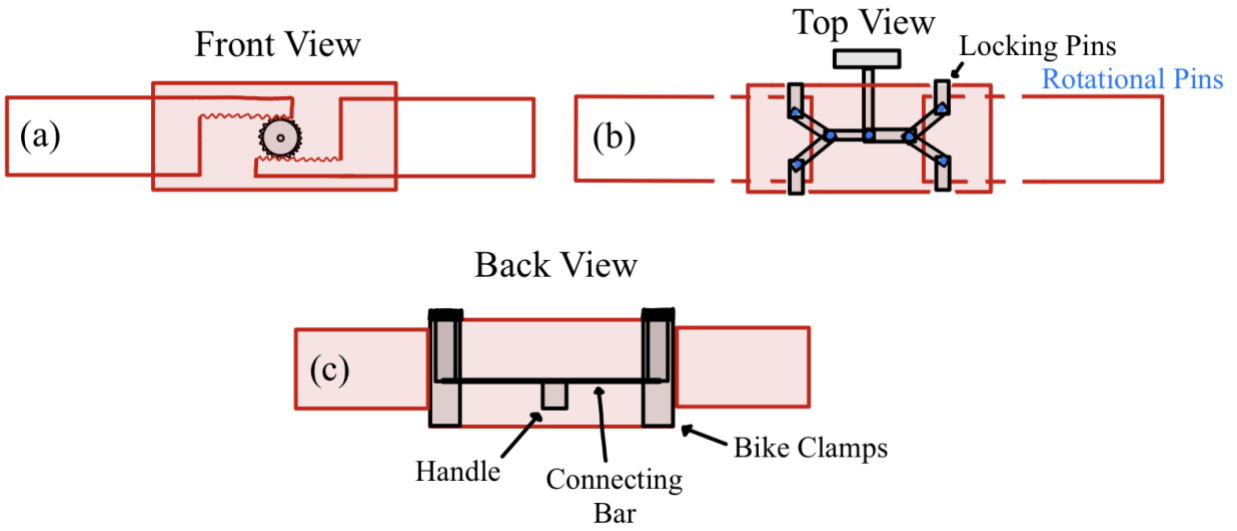 Front View
(a)
Top View
Locking Pins
Rotational Pins
(b)
Back View
(c)
Handle
Connecting
Bar
Bike Clamps